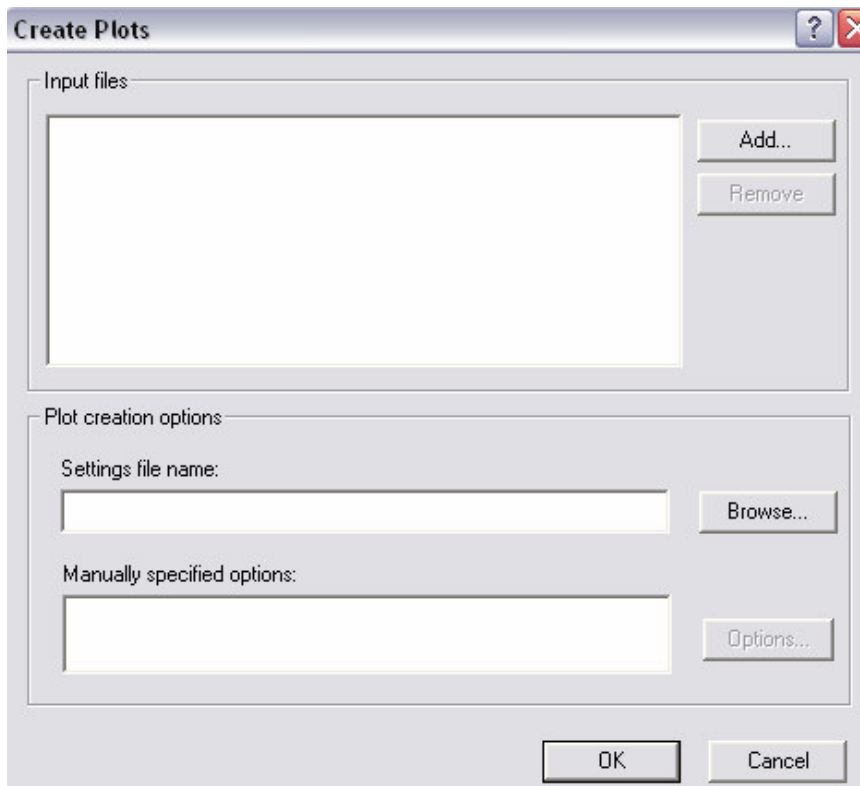 Create Plots
?
Input files
Add...
Remove
Plot creation options
Settings file name:
Browse...
Manually specified options:
Options...
OK
Cancel